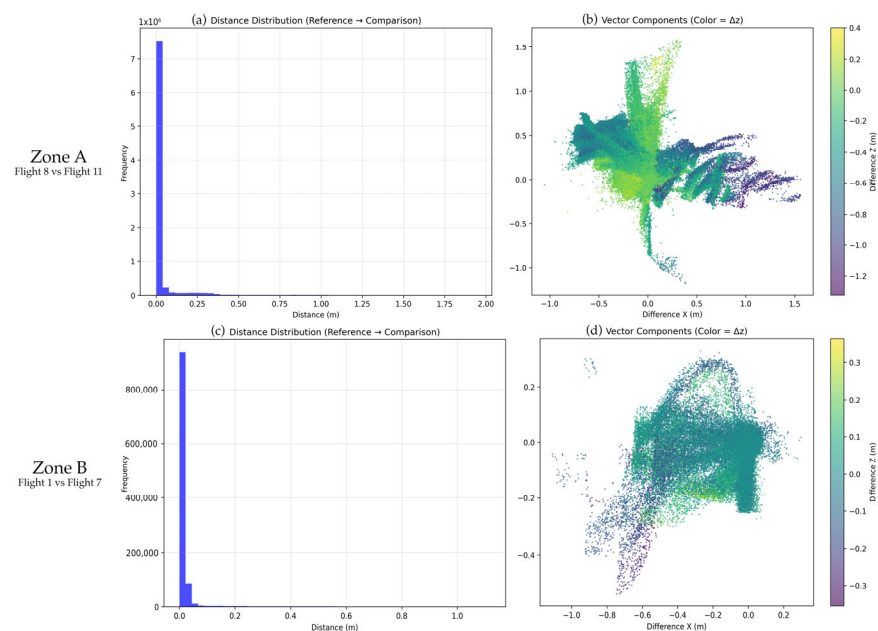 (a) Distance Distribution (Reference → Comparison)
1e6
7
6
5
4
3
2
1
0
Frequency
0.00 0.25 0.50 0.75 1.00 1.25 1.50 1.75 2.00
Distance (m)
(b) Vector Components (Color = Δz)
1.5
1.0
0.5
0.0
−0.5
−1.0
−1.0 −0.5 0.0 0.5 1.0 1.5
Difference X (m)
0.4
0.2
0.0
−0.2
−0.4
−0.6
−0.8
−1.0
−1.2
Difference Z (m)
Zone A
Flight 8 vs Flight 11
(c) Distance Distribution (Reference → Comparison)
800,000
600,000
400,000
200,000
0
Frequency
0.0 0.2 0.4 0.6 0.8 1.0
Distance (m)
(d) Vector Components (Color = Δz)
0.2
0.0
−0.2
−0.4
−1.0 −0.8 −0.6 −0.4 −0.2 0.0 0.2
Difference X (m)
0.3
0.2
0.1
0.0
−0.1
−0.2
−0.3
Difference Z (m)
Zone B
Flight 1 vs Flight 7